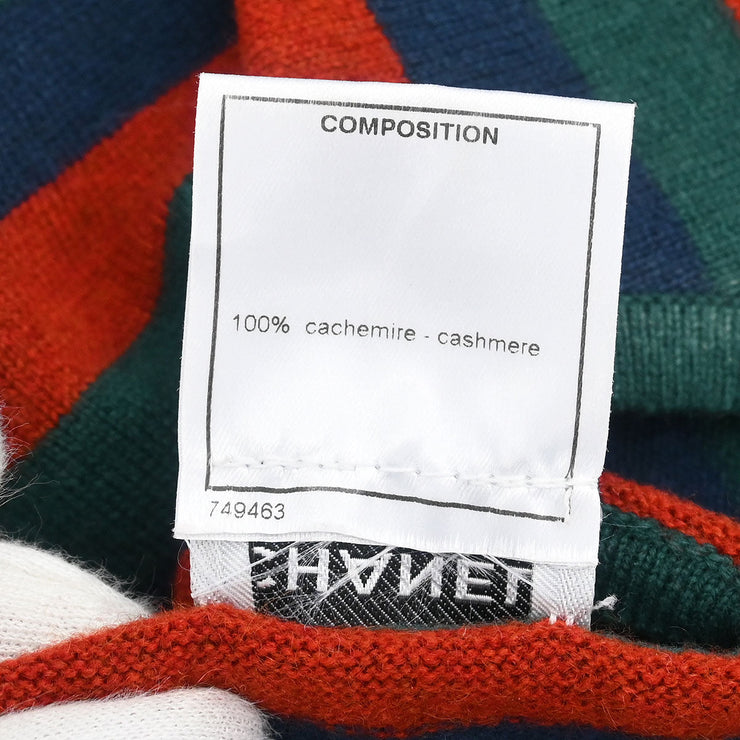 COMPOSITION
100% cachemire - cashmere
749463
CHANEL